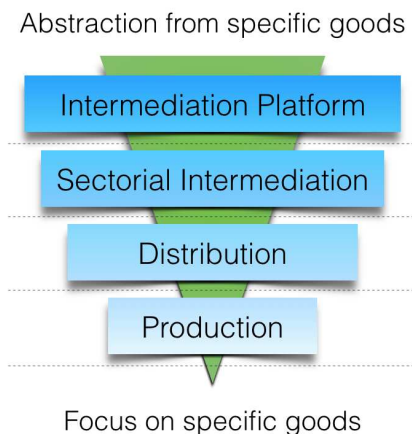 Abstraction from specific goods
Intermediation Platform
Sectorial Intermediation
Distribution
Production
Focus on specific goods